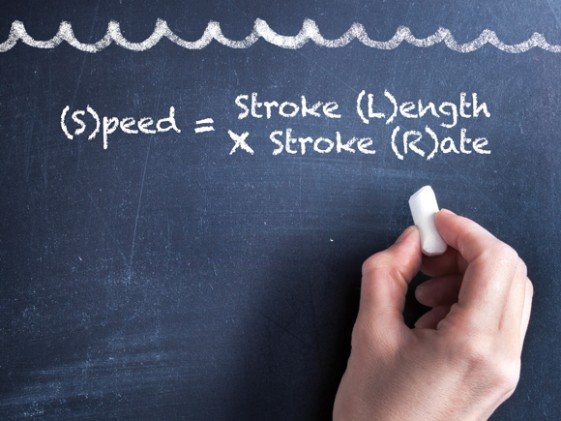 (S)peed = Stroke (L)ength
X Stroke (R)ate